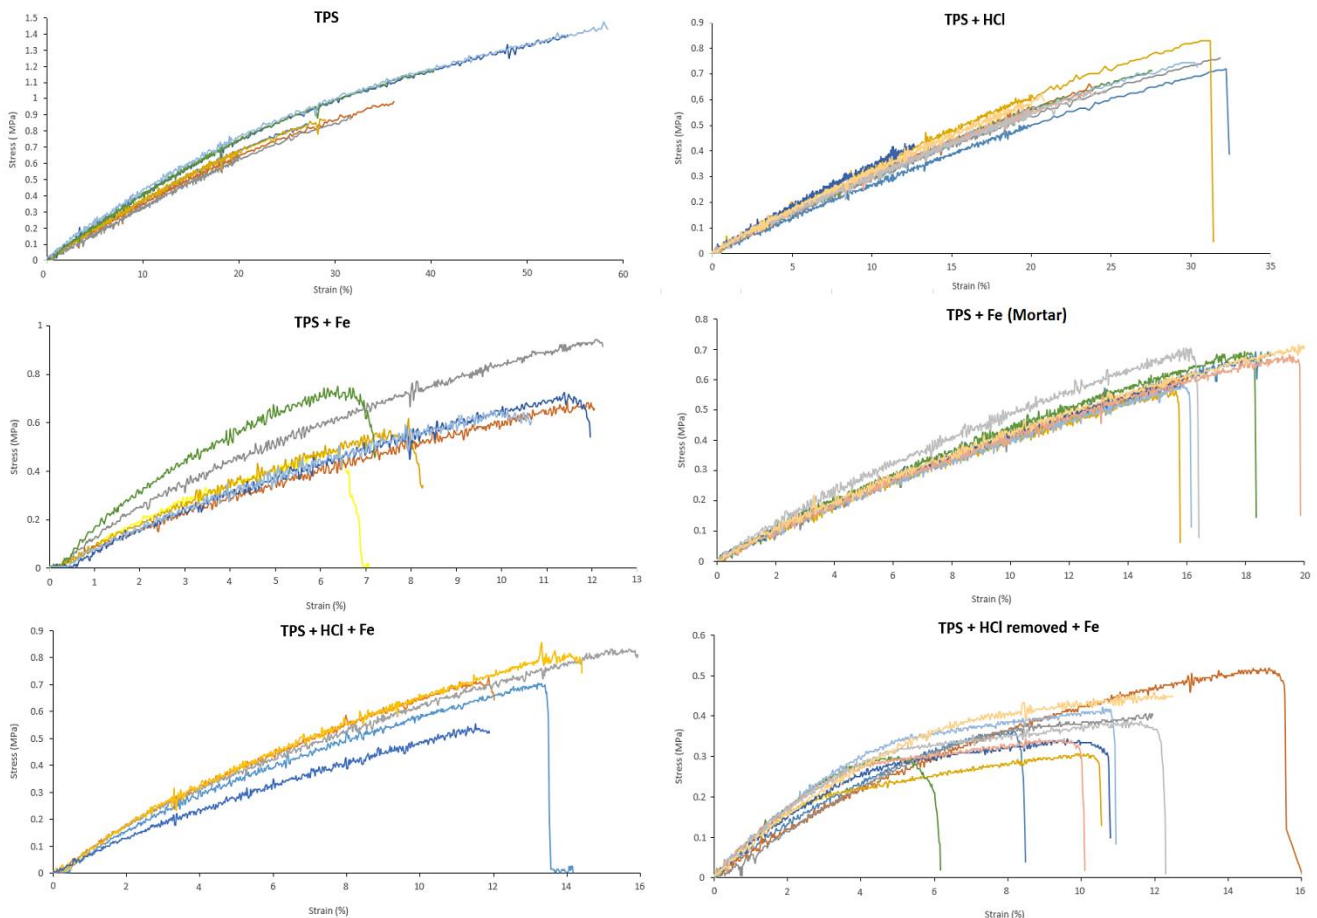 TPS
1.5
1.4
1.3
1.2
1.1
1
0.9
0.8
0.7
0.6
0.5
0.4
0.3
0.2
0.1
0
Stress ( MPa)
0 10 20 30 40 50 60
Strain (%)
TPS + HCl
0.9
0.8
0.7
0.6
0.5
0.4
0.3
0.2
0.1
0
Stress (MPa)
0 5 10 15 20 25 30 35
Strain (%)
TPS + Fe
1
0.8
0.6
0.4
0.2
0
Stress (MPa)
0 1 2 3 4 5 6 7 8 9 10 11 12 13
Strain (%)
TPS + Fe (Mortar)
0.8
0.7
0.6
0.5
0.4
0.3
0.2
0.1
0
Stress (MPa)
0 2 4 6 8 10 12 14 16 18 20
Strain (%)
TPS + HCl + Fe
0.9
0.8
0.7
0.6
0.5
0.4
0.3
0.2
0.1
0
Stress (MPa)
0 2 4 6 8 10 12 14 16
Strain (%)
TPS + HCl removed + Fe
0.6
0.5
0.4
0.3
0.2
0.1
0
Stress (MPa)
0 2 4 6 8 10 12 14 16
Strain (%)